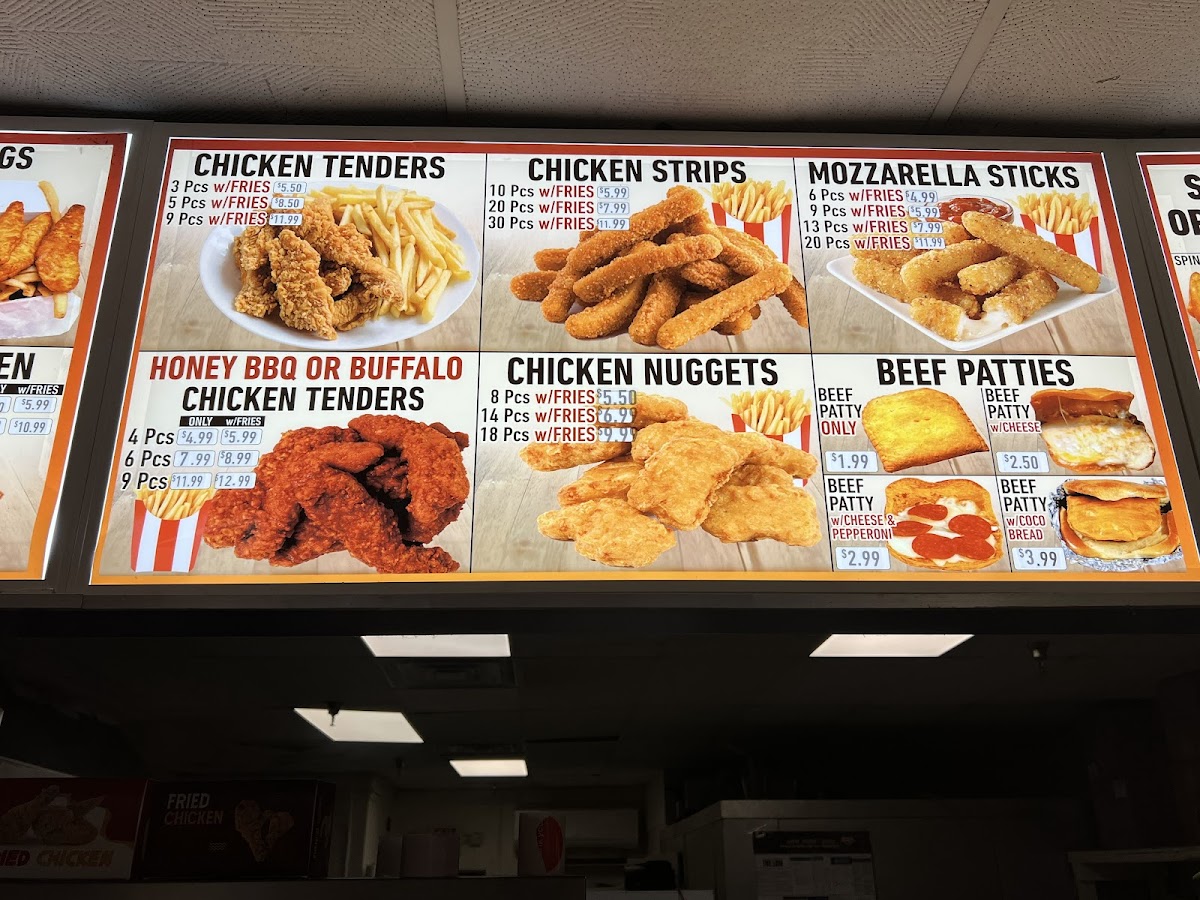 GS
EN
Y w/FRIES
$5.99
$10.99
CHICKEN TENDERS
3 Pcs w/FRIES $5.50
5 Pcs w/FRIES $8.50
9 Pcs w/FRIES $11.99
CHICKEN STRIPS
10 Pcs w/FRIES $5.99
20 Pcs w/FRIES $7.99
30 Pcs w/FRIES 11.99
MOZZARELLA STICKS
6 Pcs w/FRIES $4.99
9 Pcs w/FRIES $5.99
13 Pcs w/FRIES $7.99
20 Pcs w/FRIES $11.99
HONEY BBQ OR BUFFALO
CHICKEN TENDERS
ONLY w/FRIES
4 Pcs $4.99 $5.99
6 Pcs 7.99 $8.99
9 Pcs $11.99 $12.99
CHICKEN NUGGETS
8 Pcs w/FRIES $5.50
14 Pcs w/FRIES $6.99
18 Pcs w/FRIES $9.91
BEEF PATTIES
BEEF
PATTY
ONLY
$1.99
BEEF
PATTY
w/CHEESE
$2.50
BEEF
PATTY
w/CHEESE &
PEPPERONI
$2.99
BEEF
PATTY
w/COCO
BREAD
$3.99
S
OF
SPIN
FRIED
CHICKEN
IED CHICKEN